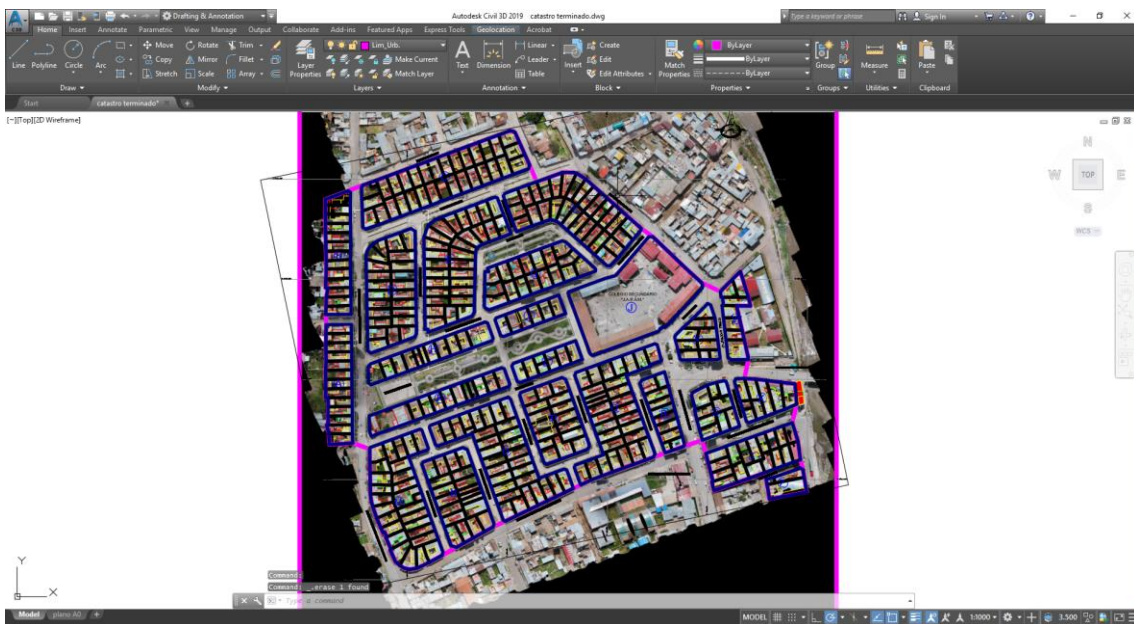 Drafting & Annotation
Autodesk Civil 3D 2019 catastro terminado.dwg
Type a keyword or phrase
Sign In
Home Insert Annotate Parametric View Manage Output Collaborate Add-ins Featured Apps Express Tools Geolocation Acrobat
Line Polyline Circle Arc
Move Rotate Trim
Copy Mirror Fillet
Stretch Scale Array
Layer Properties
Lim_Urb.
Make Current
Match Layer
Text Dimension
Linear
Leader
Table
Insert
Create
Edit
Edit Attributes
Match Properties
ByLayer
ByLayer
ByLayer
Group
Measure
Paste
Draw Modify Layers Annotation Block Properties Groups Utilities Clipboard
Start catastro terminado*
[−][Top][2D Wireframe]
N
W TOP E
S
WCS
J
Y
X
Command:
Command: _.erase 1 found
Type a command
Model plano A0 +
MODEL 1:1000 3.500